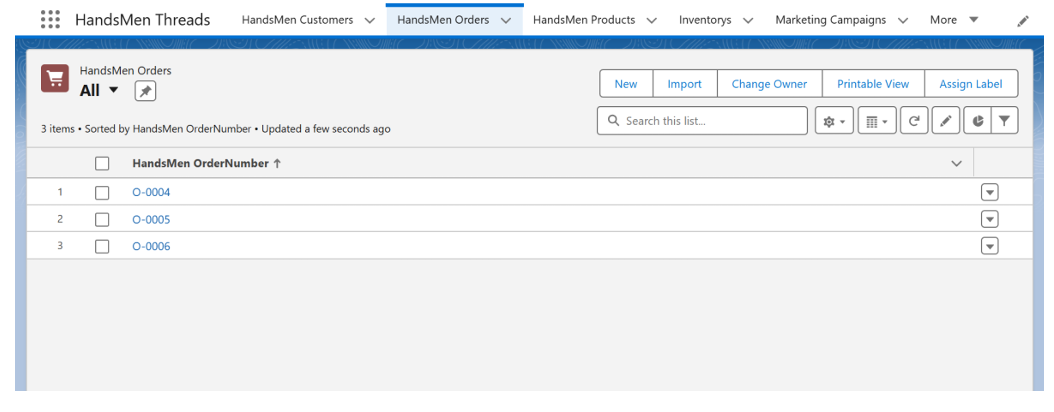 HandsMen Threads HandsMen Customers HandsMen Orders HandsMen Products Inventorys Marketing Campaigns More
HandsMen Orders
All
New Import Change Owner Printable View Assign Label
Search this list...
3 items • Sorted by HandsMen OrderNumber • Updated a few seconds ago
HandsMen OrderNumber ↑
1 O-0004
2 O-0005
3 O-0006